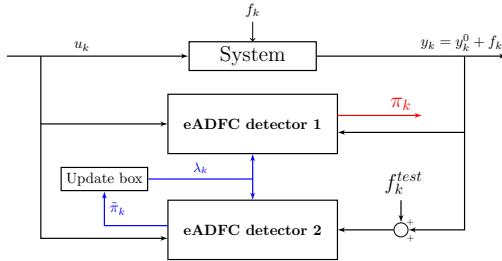 f_k
u_k
System
y_k = y_k^0 + f_k
eADFC detector 1
π_k
Update box
λ_k
f_k^{test}
π̃_k
eADFC detector 2
+
+